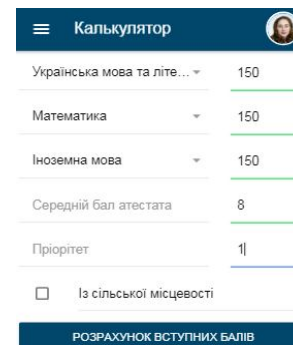 Калькулятор
Українська мова та літе... 150
Математика 150
Іноземна мова 150
Середній бал атестата 8
Пріорітет 1
Із сільської місцевості
РОЗРАХУНОК ВСТУПНИХ БАЛІВ